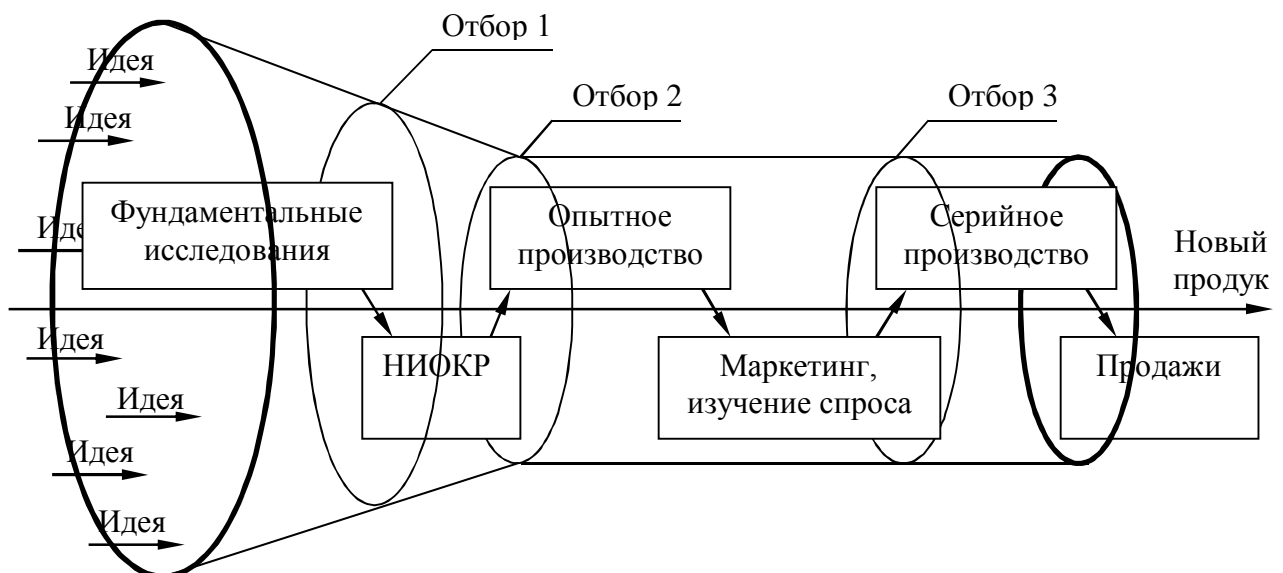 Отбор 1
Идея
Отбор 2
Отбор 3
Идея
Фундаментальные
исследования
Опытное
производство
Серийное
производство
Иде
Новый
продук
Идея
НИОКР
Маркетинг,
изучение спроса
Продажи
Идея
Идея
Идея